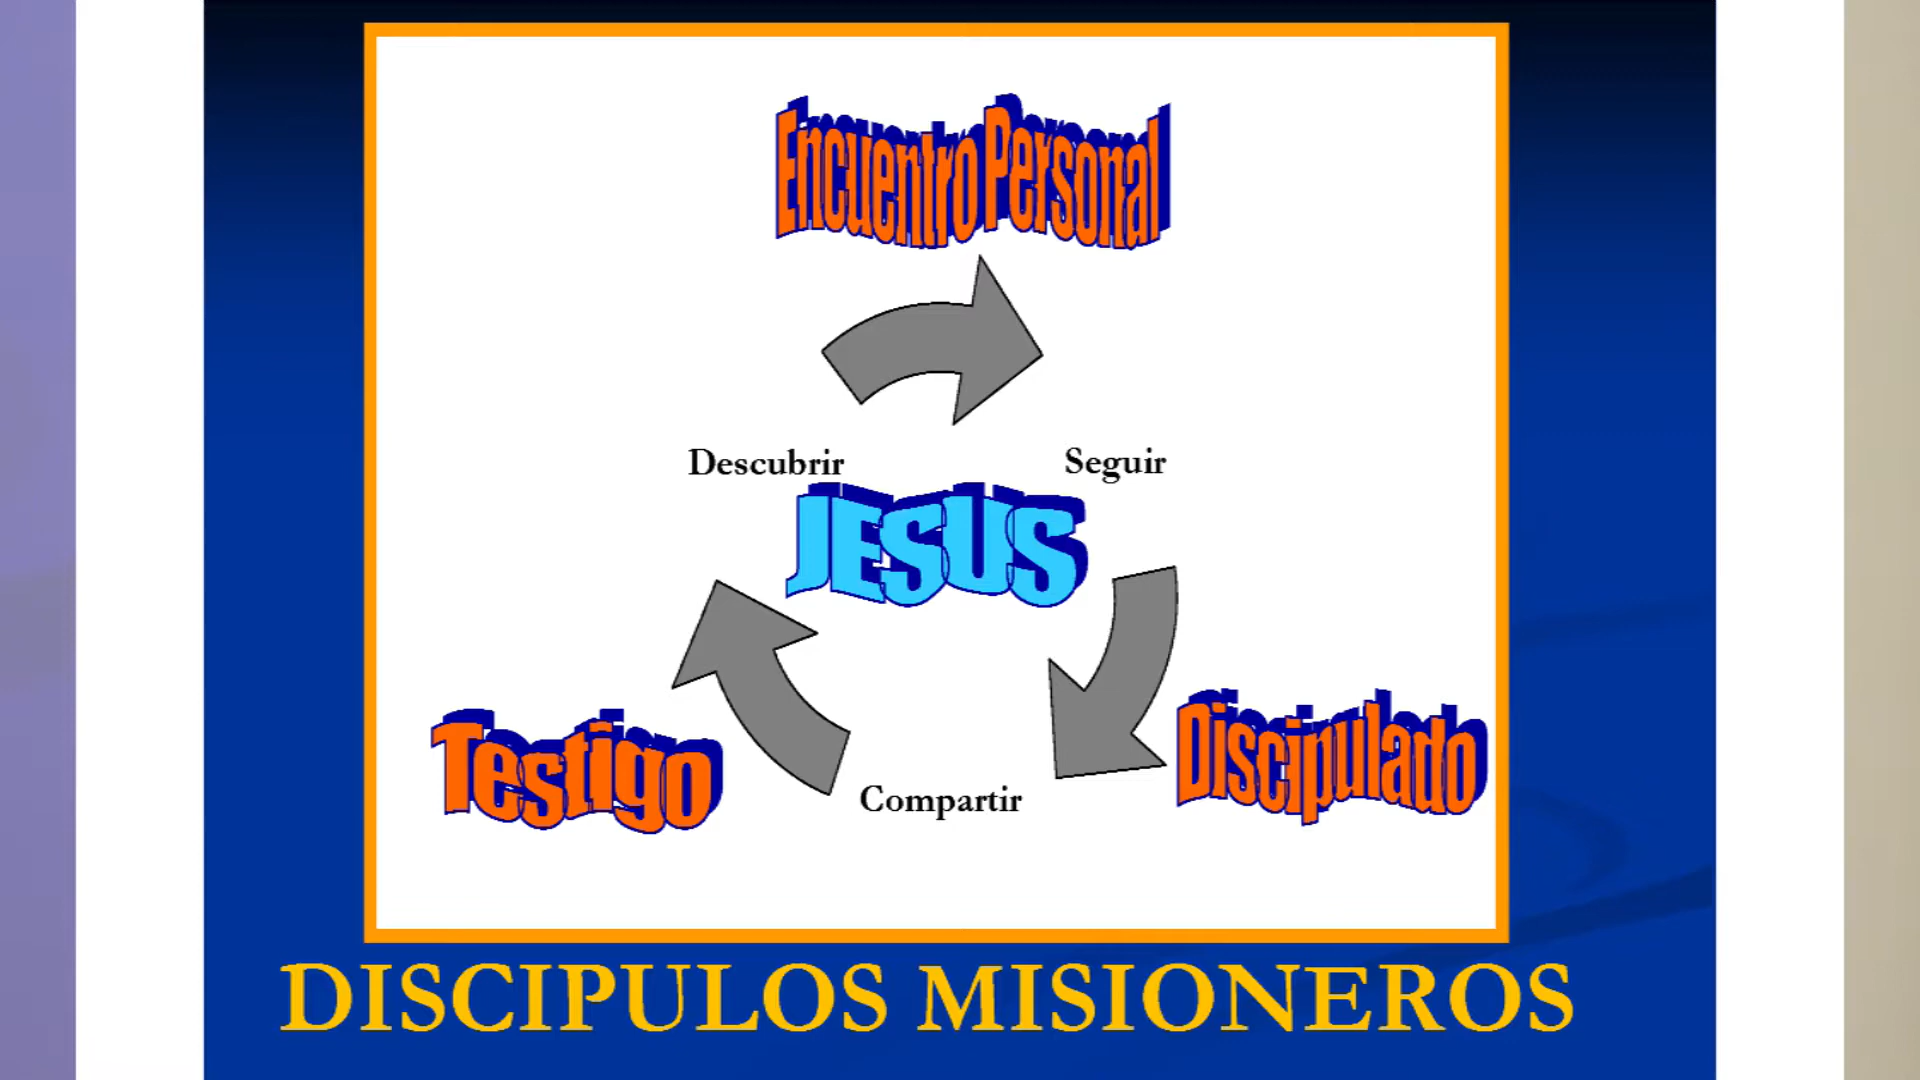 Encuentro Personal
Descubrir
Seguir
JESUS
Testigo
Discipulado
Compartir
DISCIPULOS MISIONEROS